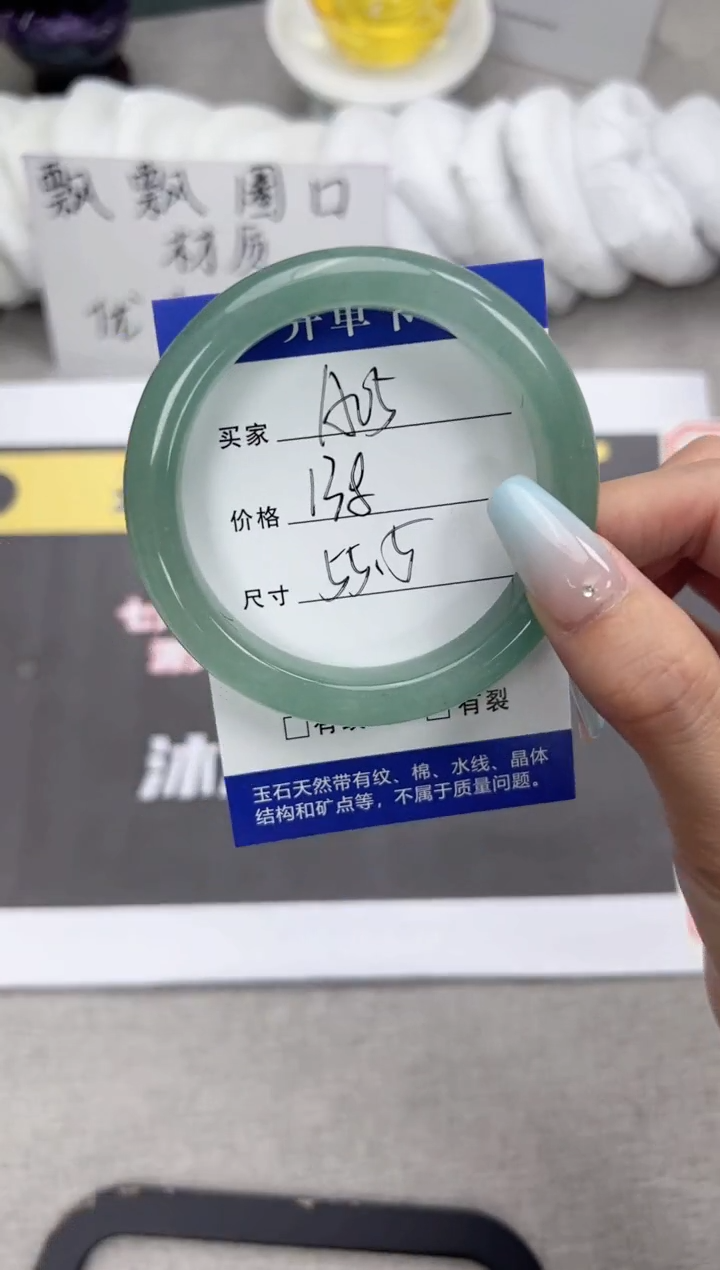 飘飘圈口
材质
优
开单卡
买家 A05
价格 138
尺寸 55.5
有裂
玉石天然带有纹、棉、水线、晶体
结构和矿点等，不属于质量问题。
沐